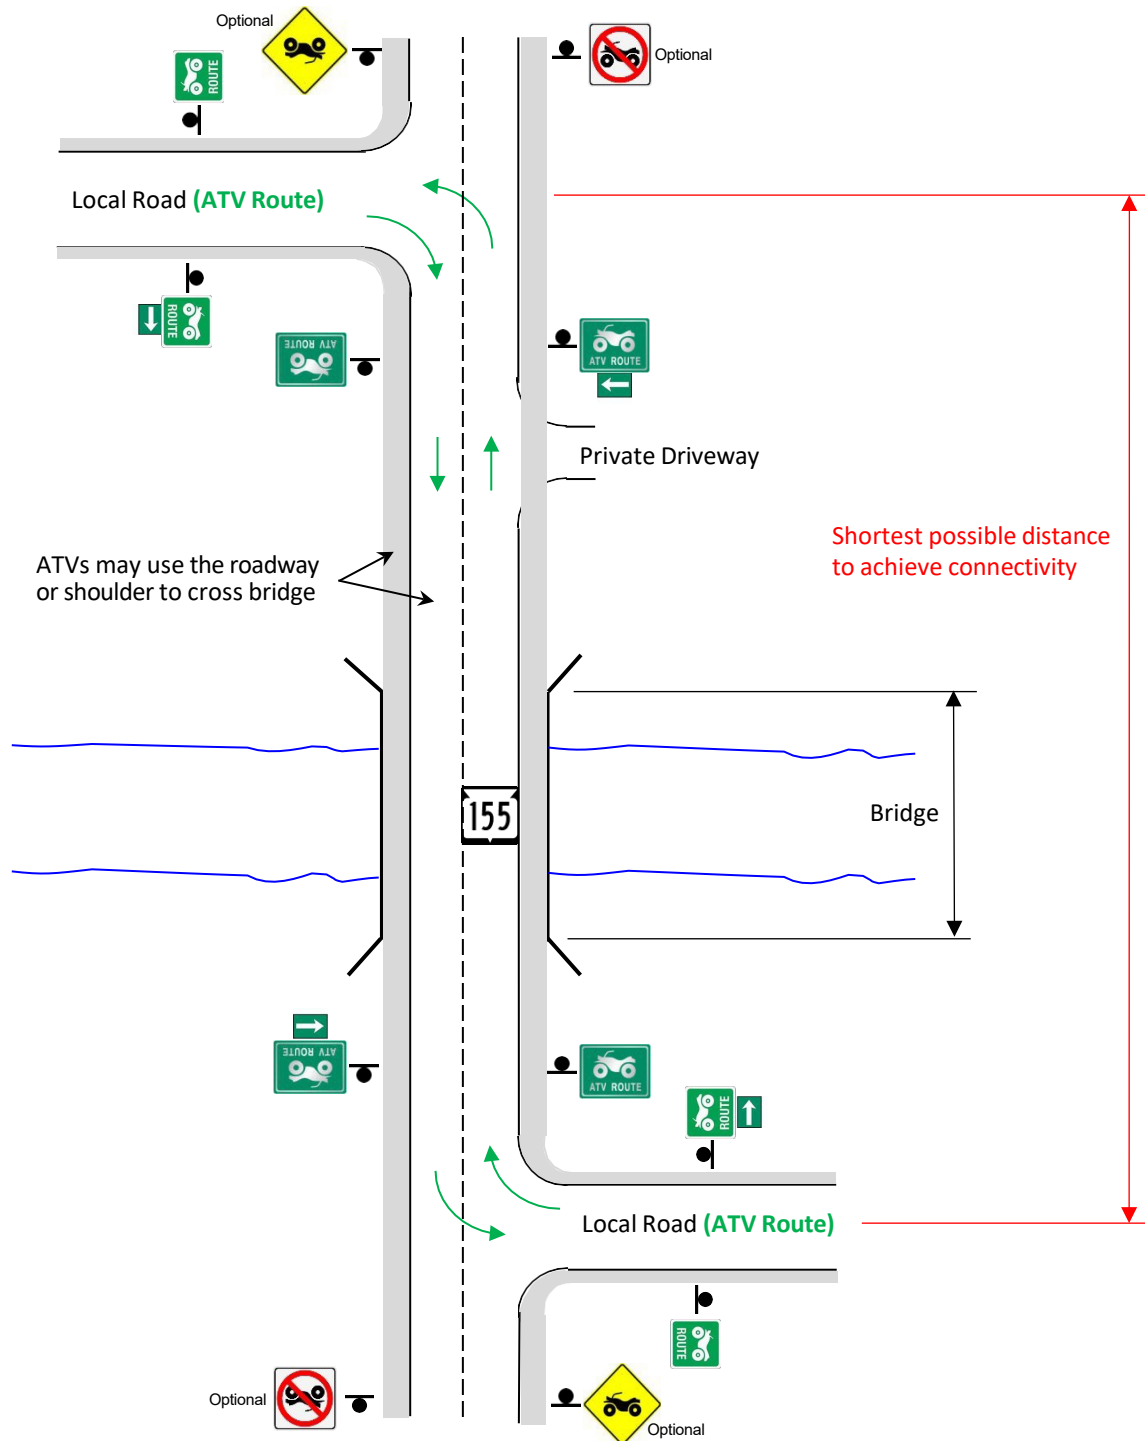 Optional
Optional
ROUTE
Local Road (ATV Route)
ROUTE
ATV ROUTE
ATV ROUTE
Private Driveway
Shortest possible distance
to achieve connectivity
ATVs may use the roadway
or shoulder to cross bridge
155
Bridge
ATV ROUTE
ATV ROUTE
ROUTE
Local Road (ATV Route)
ROUTE
Optional
Optional